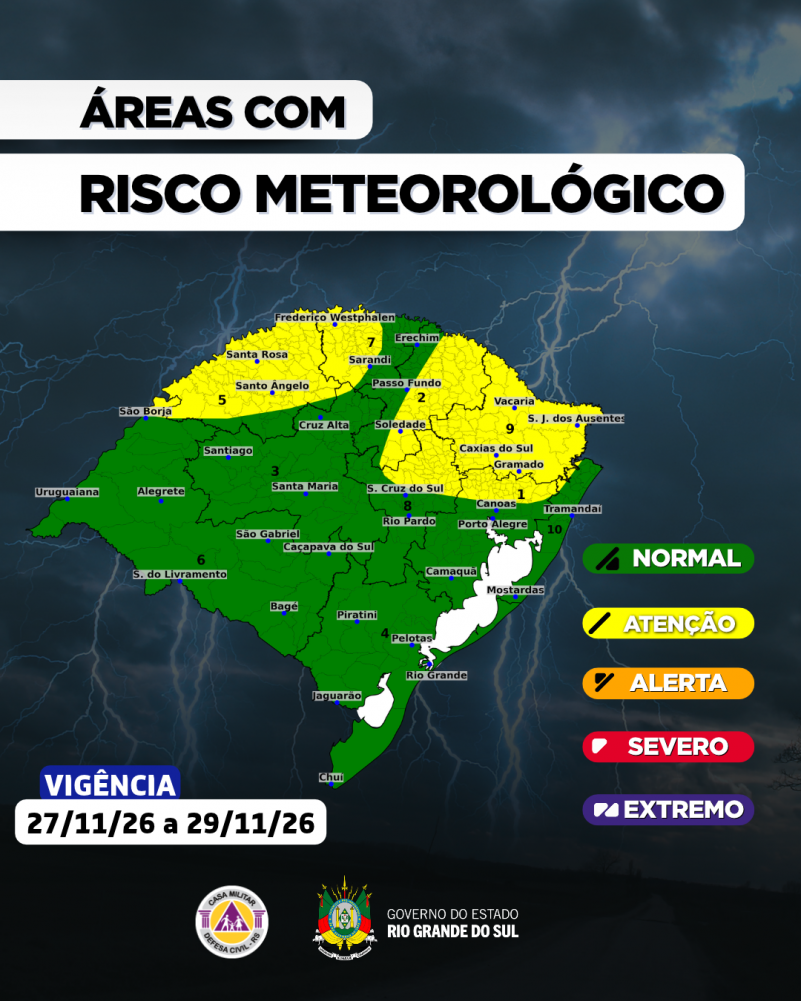 ÁREAS COM
RISCO METEOROLÓGICO
Frederico Westphalen
7
Erechim
Santa Rosa
Sarandi
Santo Ângelo
Passo Fundo
5
2
Vacaria
São Borja
S. J. dos Ausentes
Cruz Alta
Soledade
9
Santiago
Caxias do Sul
3
Gramado
Uruguaiana
Alegrete
Santa Maria
S. Cruz do Sul
1
8
Canoas
Tramandaí
Rio Pardo
Porto Alegre
10
São Gabriel
Caçapava do Sul
6
S. do Livramento
Camaquã
Mostardas
Bagé
Piratini
4
Pelotas
Rio Grande
Jaguarão
Chuí
NORMAL
ATENÇÃO
ALERTA
SEVERO
EXTREMO
VIGÊNCIA
27/11/26 a 29/11/26
CASA MILITAR
DEFESA CIVIL - RS
GOVERNO DO ESTADO
RIO GRANDE DO SUL